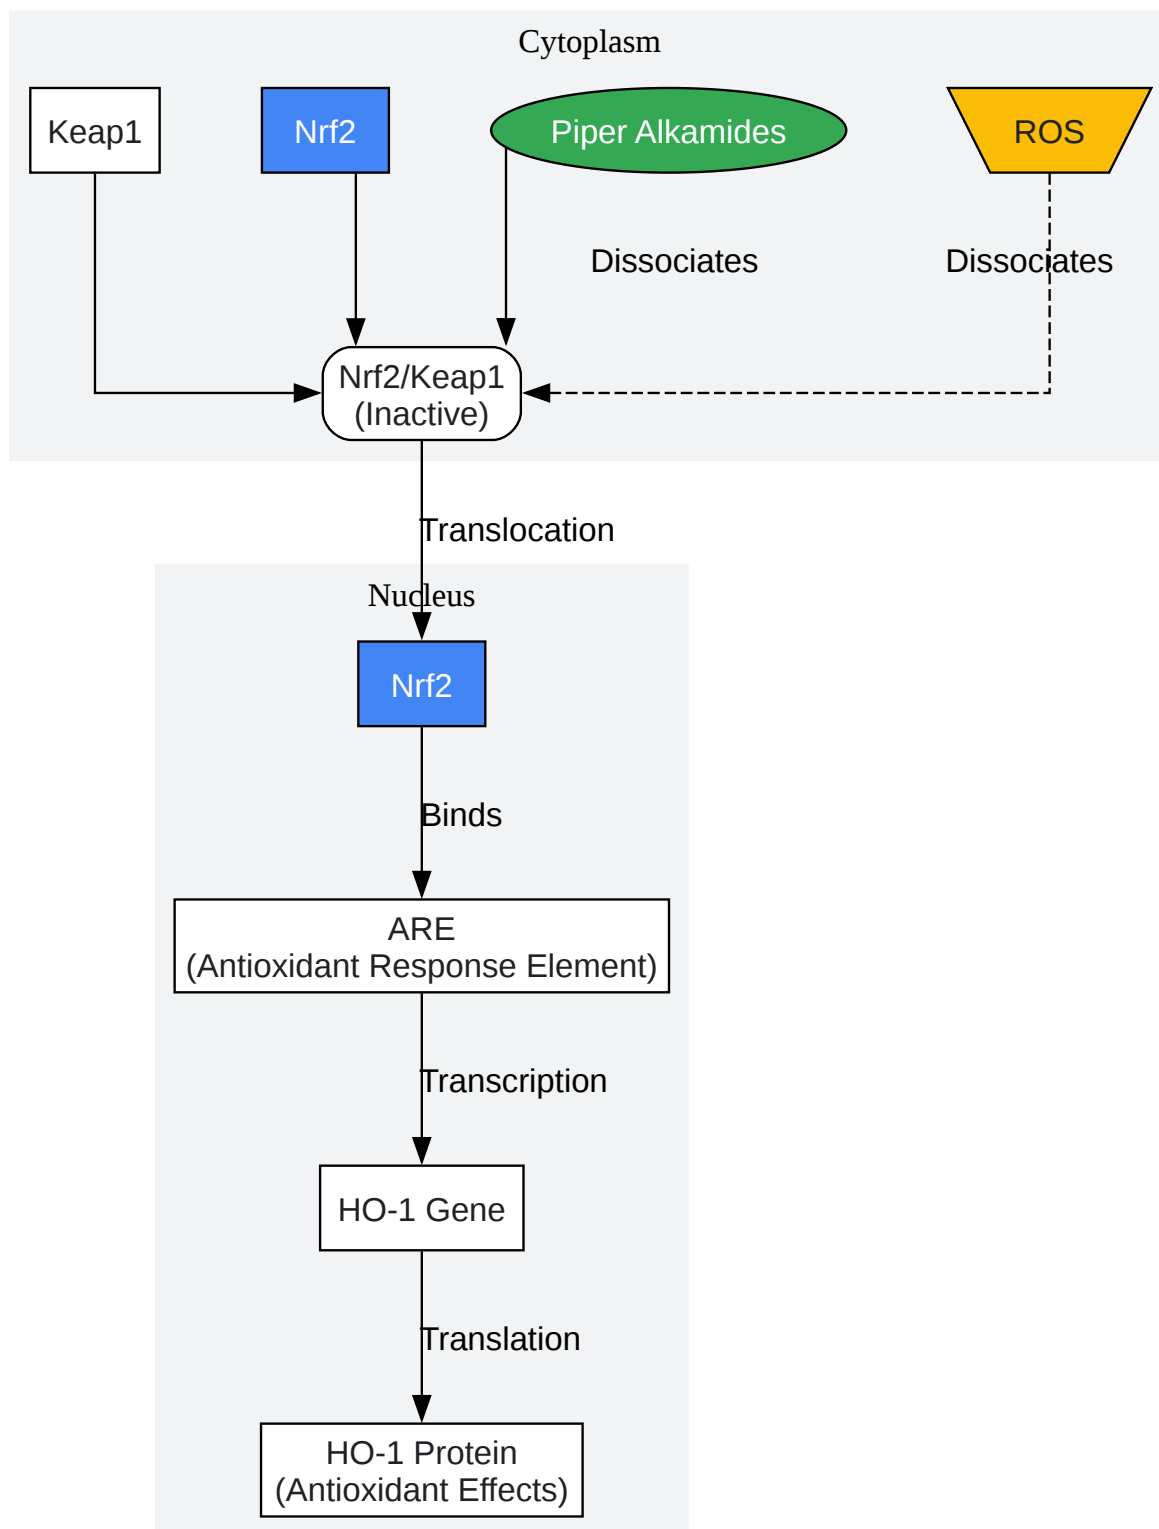 Cytoplasm
Keap1
Nrf2
Piper Alkamides
ROS
Dissociates
Dissociates
Nrf2/Keap1
(Inactive)
Translocation
Nucleus
Nrf2
Binds
ARE
(Antioxidant Response Element)
Transcription
HO-1 Gene
Translation
HO-1 Protein
(Antioxidant Effects)